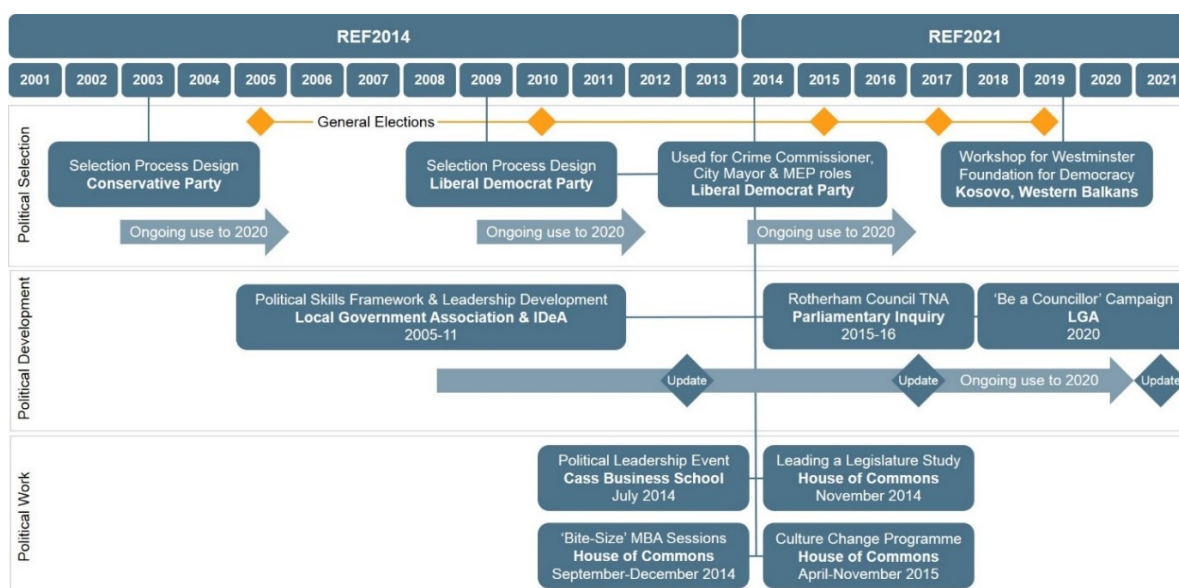 REF2014
REF2021
2001 2002 2003 2004 2005 2006 2007 2008 2009 2010 2011 2012 2013 2014 2015 2016 2017 2018 2019 2020 2021
Political Selection
General Elections
Selection Process Design
Conservative Party
Selection Process Design
Liberal Democrat Party
Used for Crime Commissioner,
City Mayor & MEP roles
Liberal Democrat Party
Workshop for Westminster
Foundation for Democracy
Kosovo, Western Balkans
Ongoing use to 2020
Ongoing use to 2020
Ongoing use to 2020
Political Development
Political Skills Framework & Leadership Development
Local Government Association & IDeA
2005-11
Rotherham Council TNA
Parliamentary Inquiry
2015-16
‘Be a Councillor’ Campaign
LGA
2020
Update
Update
Ongoing use to 2020
Update
Political Work
Political Leadership Event
Cass Business School
July 2014
Leading a Legislature Study
House of Commons
November 2014
‘Bite-Size’ MBA Sessions
House of Commons
September-December 2014
Culture Change Programme
House of Commons
April-November 2015